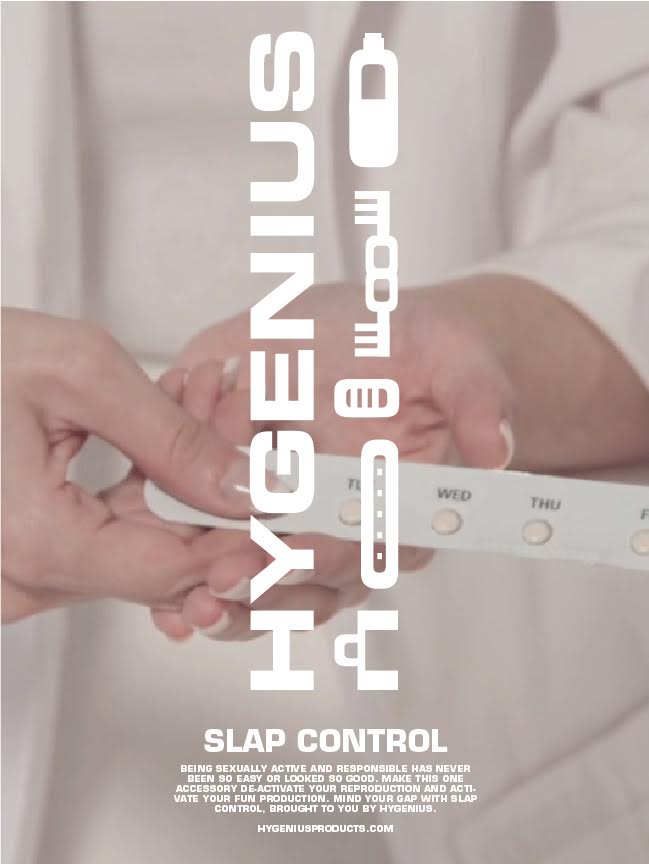 HYGENIUS
WED
THU
SLAP CONTROL
BEING SEXUALLY ACTIVE AND RESPONSIBLE HAS NEVER
BEEN SO EASY OR LOOKED SO GOOD. MAKE THIS ONE
ACCESSORY DE-ACTIVATE YOUR REPRODUCTION AND ACTI-
VATE YOUR FUN PRODUCTION. MIND YOUR GAP WITH SLAP
CONTROL, BROUGHT TO YOU BY HYGENIUS.
HYGENIUSPRODUCTS.COM